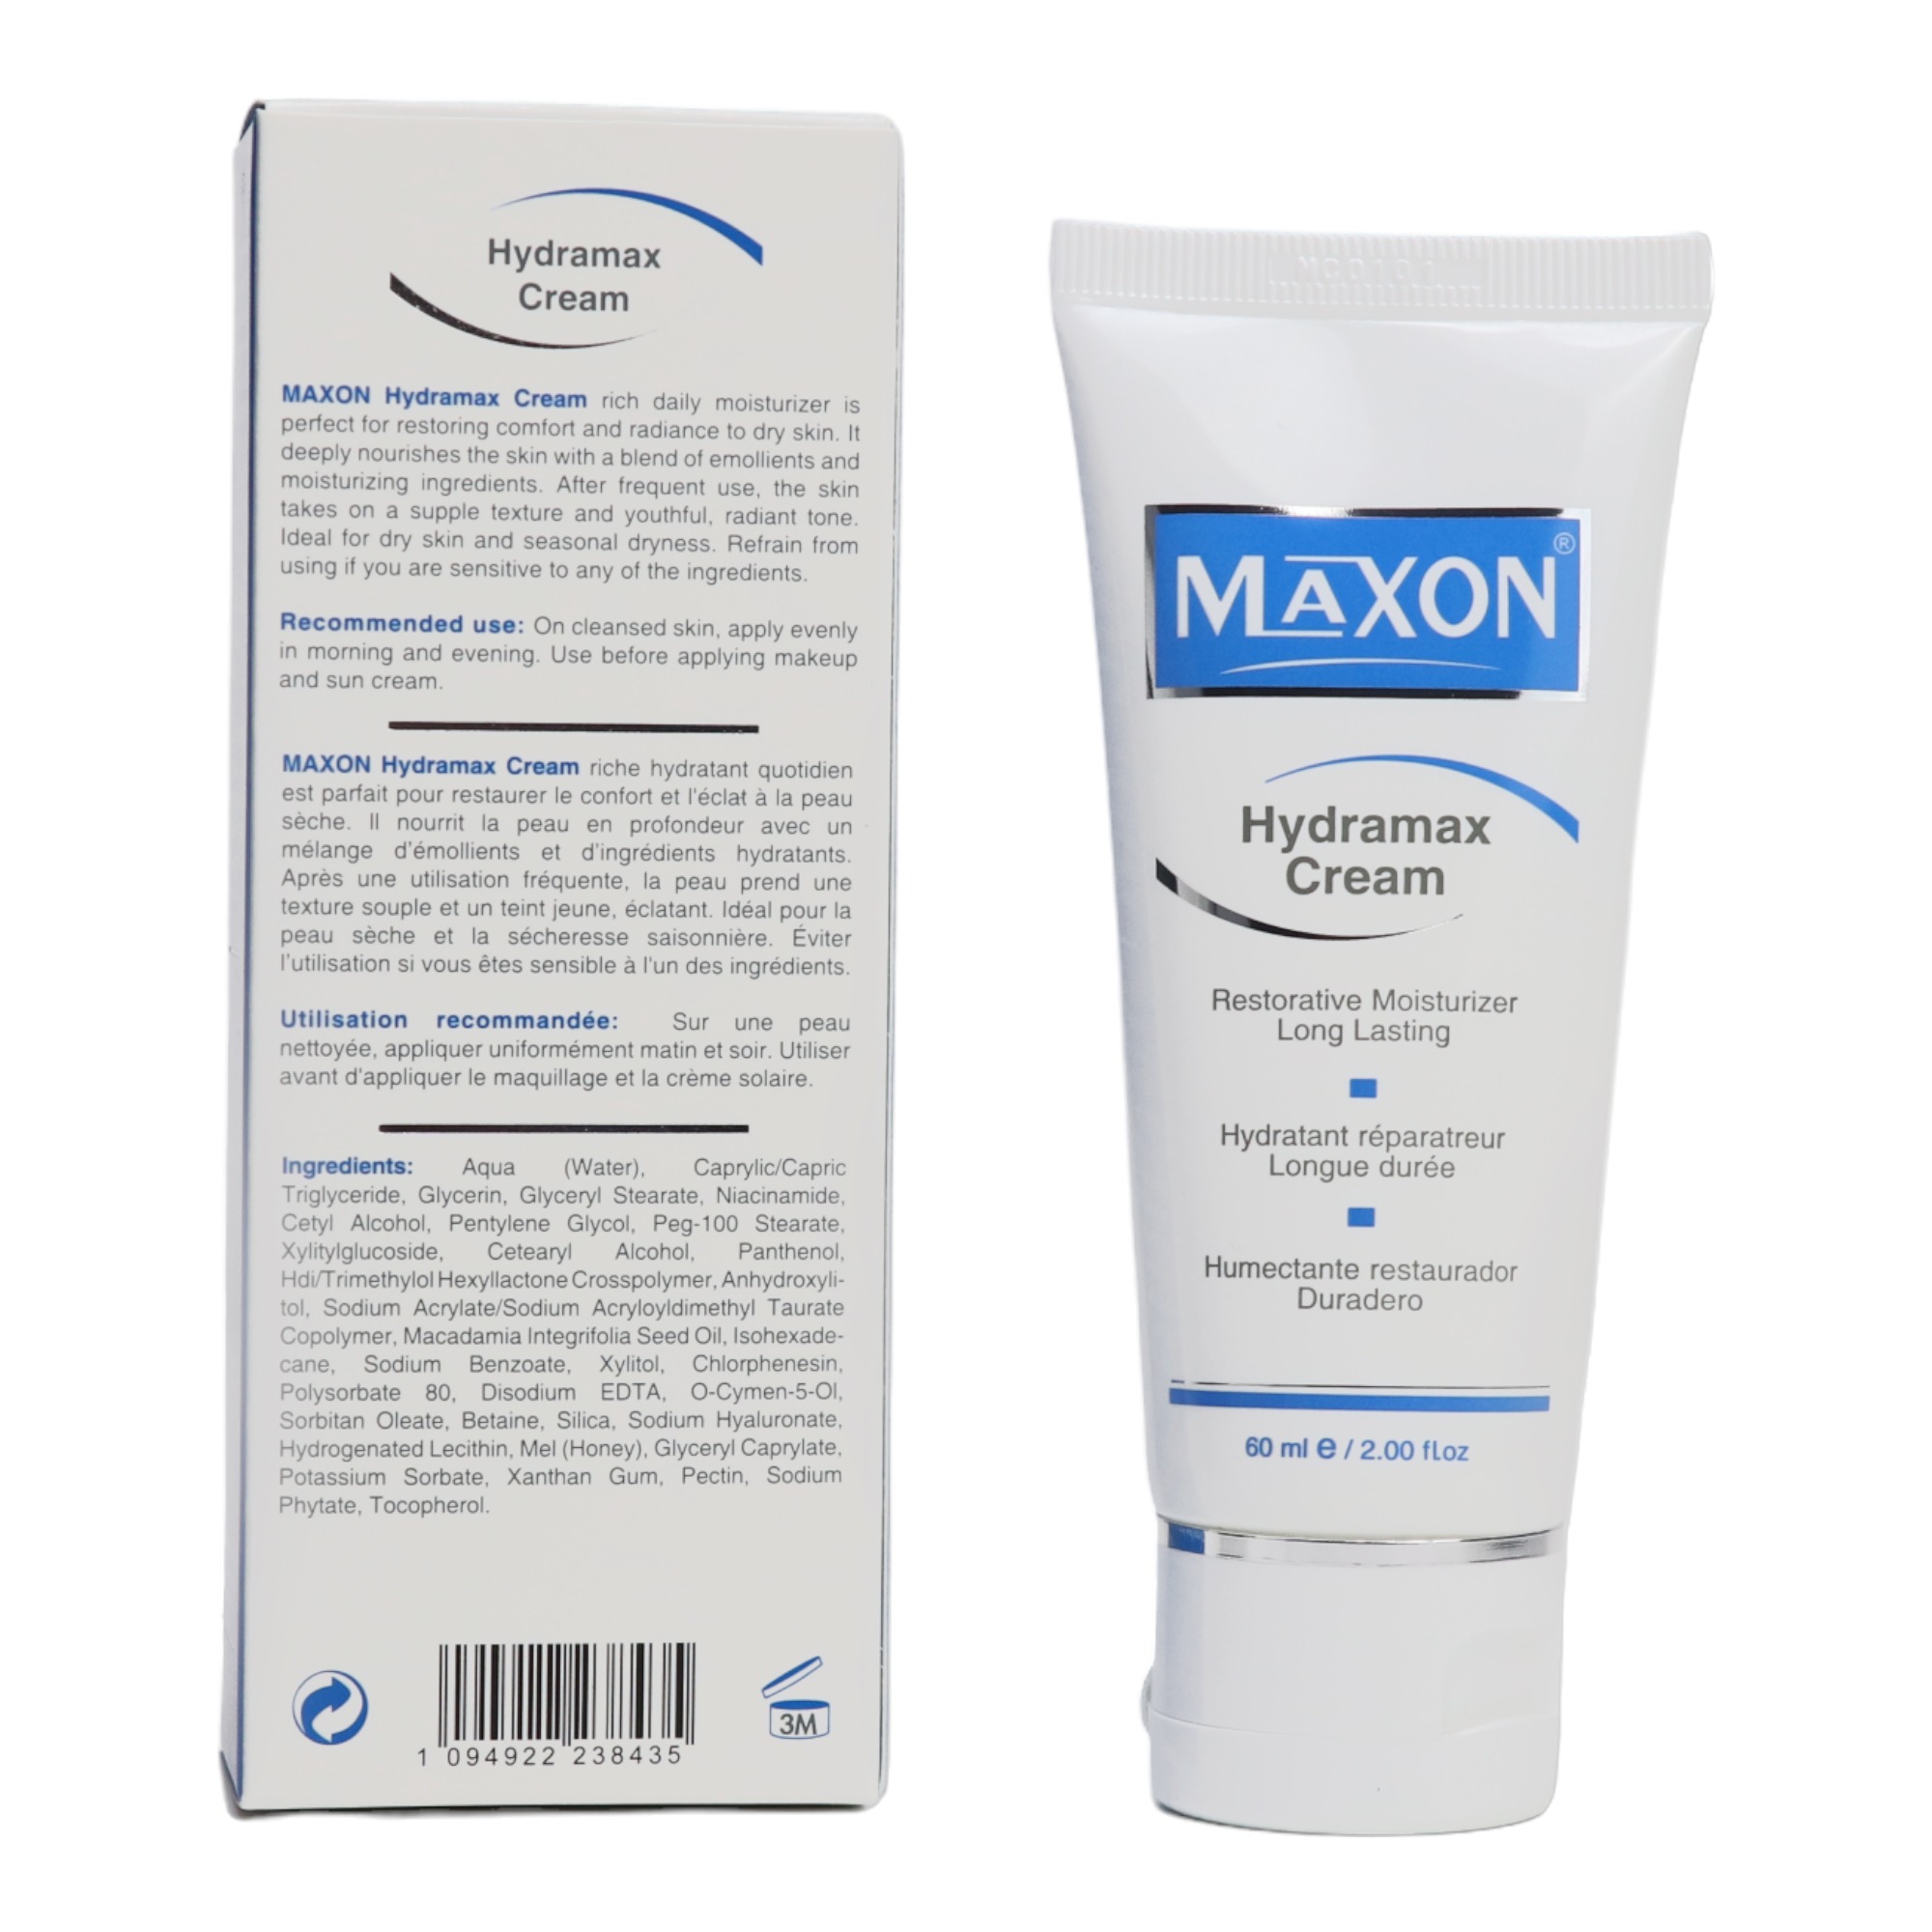 Hydramax
Cream
MAXON Hydramax Cream rich daily moisturizer is
perfect for restoring comfort and radiance to dry skin. It
deeply nourishes the skin with a blend of emollients and
moisturizing ingredients. After frequent use, the skin
takes on a supple texture and youthful, radiant tone.
Ideal for dry skin and seasonal dryness. Refrain from
using if you are sensitive to any of the ingredients.
Recommended use: On cleansed skin, apply evenly
in morning and evening. Use before applying makeup
and sun cream.
MAXON Hydramax Cream riche hydratant quotidien
est parfait pour restaurer le confort et l'éclat à la peau
sèche. Il nourrit la peau en profondeur avec un
mélange d'émollients et d'ingrédients hydratants.
Après une utilisation fréquente, la peau prend une
texture souple et un teint jeune, éclatant. Idéal pour la
peau sèche et la sécheresse saisonnière. Éviter
l'utilisation si vous êtes sensible à l'un des ingrédients.
Utilisation recommandée: Sur une peau
nettoyée, appliquer uniformément matin et soir. Utiliser
avant d'appliquer le maquillage et la crème solaire.
Ingredients: Aqua (Water), Caprylic/Capric
Triglyceride, Glycerin, Glyceryl Stearate, Niacinamide,
Cetyl Alcohol, Pentylene Glycol, Peg-100 Stearate,
Xylitylglucoside, Cetearyl Alcohol, Panthenol,
Hdi/Trimethylol Hexyllactone Crosspolymer, Anhydroxyli-
tol, Sodium Acrylate/Sodium Acryloyldimethyl Taurate
Copolymer, Macadamia Integrifolia Seed Oil, Isohexade-
cane, Sodium Benzoate, Xylitol, Chlorphenesin,
Polysorbate 80, Disodium EDTA, O-Cymen-5-Ol,
Sorbitan Oleate, Betaine, Silica, Sodium Hyaluronate,
Hydrogenated Lecithin, Mel (Honey), Glyceryl Caprylate,
Potassium Sorbate, Xanthan Gum, Pectin, Sodium
Phytate, Tocopherol.
1 094922 238435
3M
MAXON®
Hydramax
Cream
Restorative Moisturizer
Long Lasting
Hydratant réparatreur
Longue durée
Humectante restaurador
Duradero
60 ml e / 2.00 fl.oz